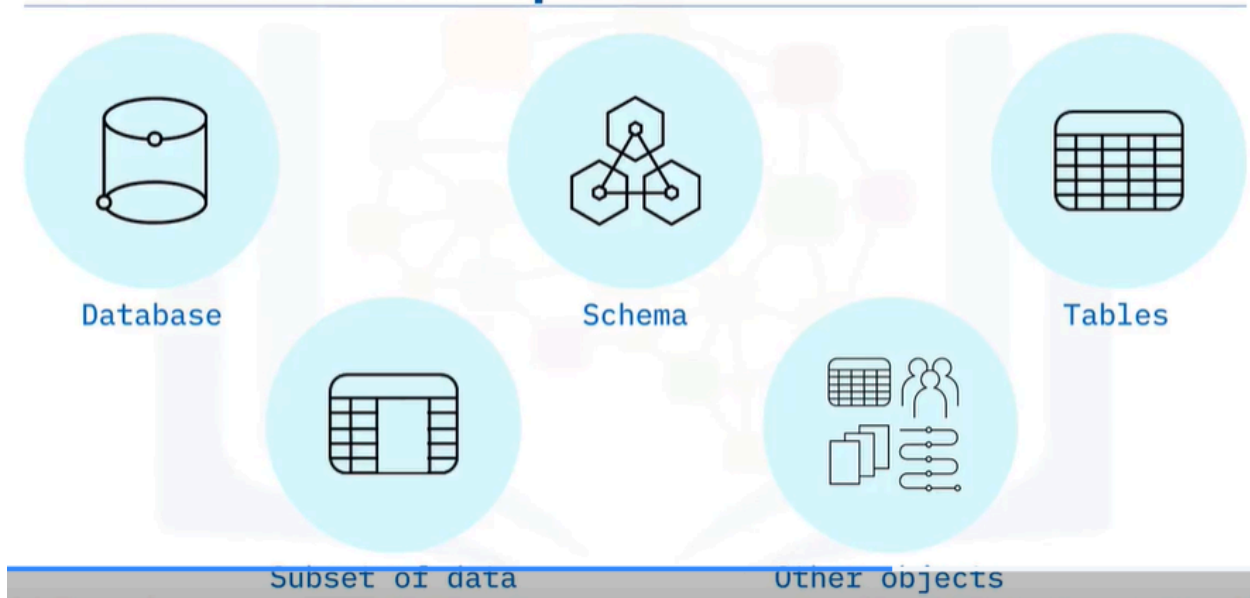 Database
Schema
Tables
Subset of data
Other objects